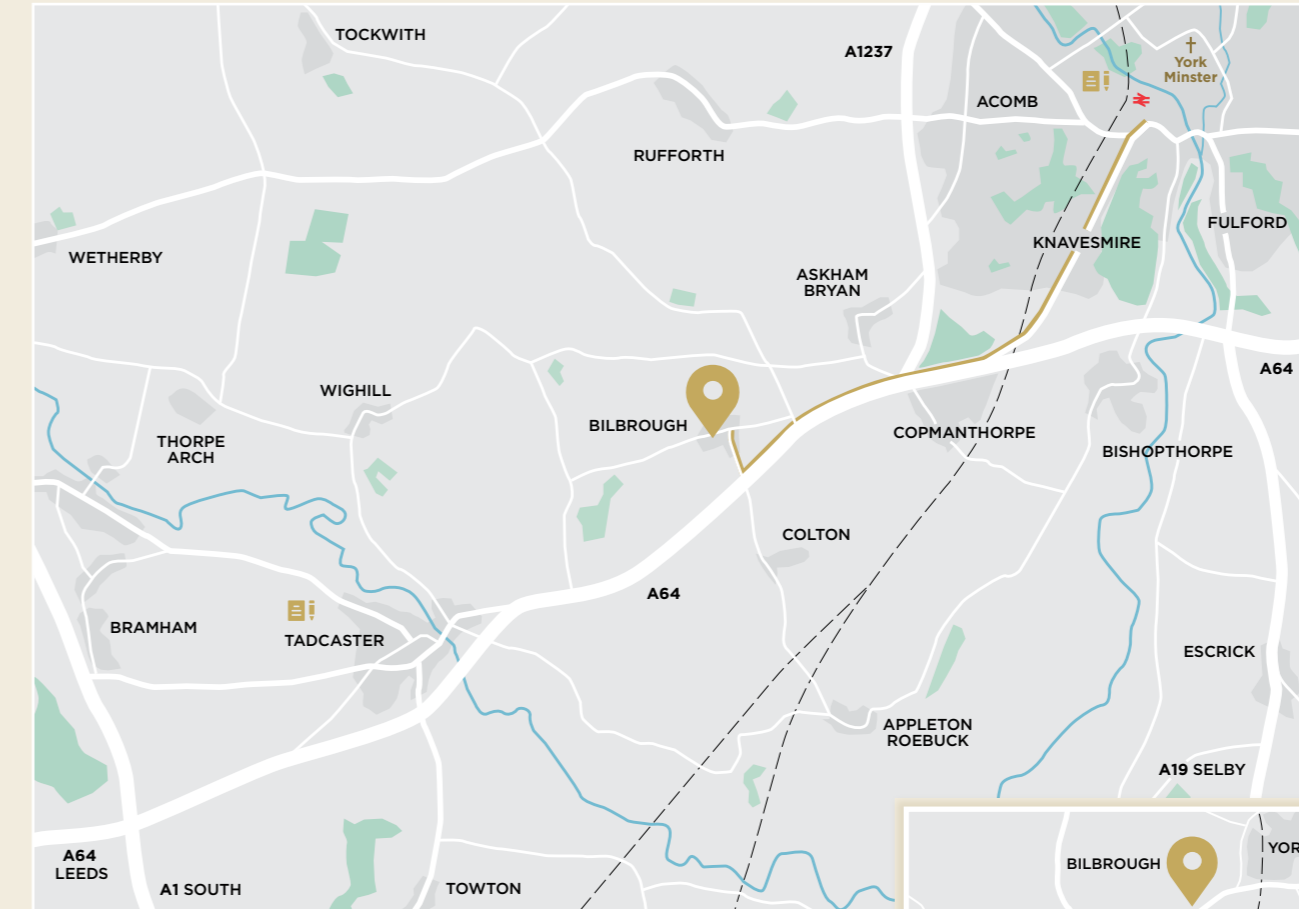 TOCKWITH
A1237
York
Minster
ACOMB
RUFFORTH
FULFORD
KNAVESMIRE
WETHERBY
ASKHAM
BRYAN
A64
WIGHILL
BILBROUGH
COPMANTHORPE
THORPE
ARCH
BISHOPTHORPE
COLTON
A64
BRAMHAM
TADCASTER
ESCRICK
APPLETON
ROEBUCK
A19 SELBY
A64
LEEDS
A1 SOUTH
TOWTON
BILBROUGH
YOR